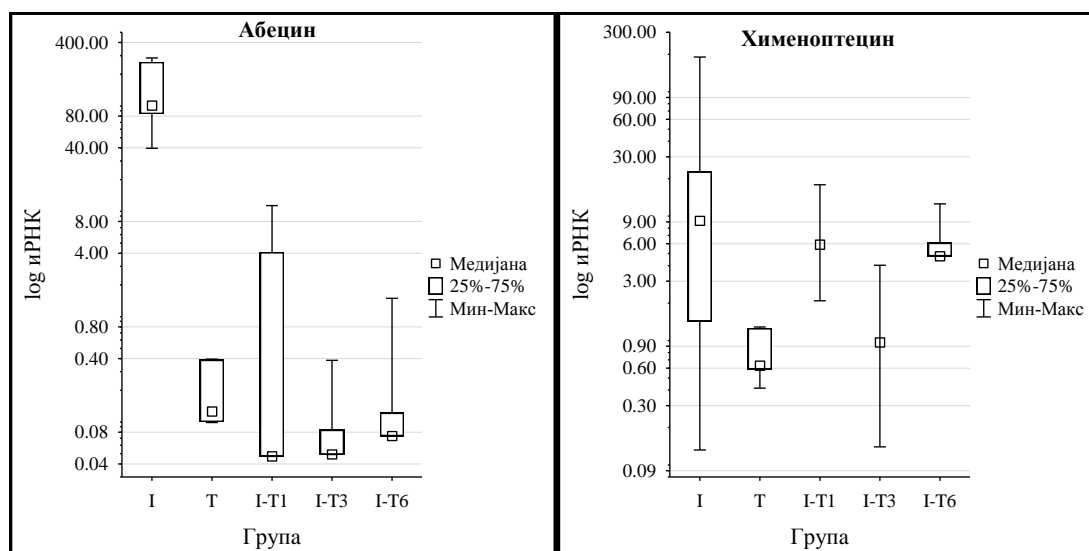 Абецин
400.00
80.00
40.00
8.00
4.00
0.80
0.40
0.08
0.04
log иРНК
I T I-T1 I-T3 I-T6
Група
Медијана
25%-75%
Мин-Макс
Хименоптецин
300.00
90.00
60.00
30.00
9.00
6.00
3.00
0.90
0.60
0.30
0.09
log иРНК
I T I-T1 I-T3 I-T6
Група
Медијана
25%-75%
Мин-Макс